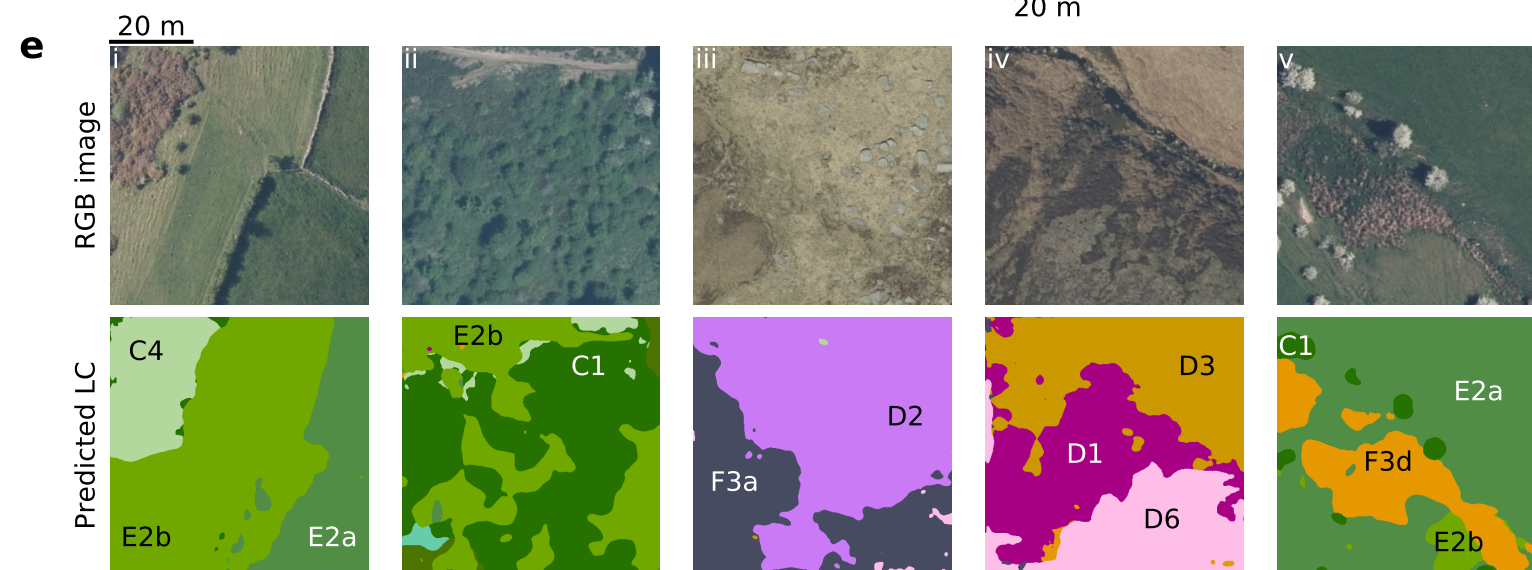 20 m
e
20 m
RGB image
i
ii
iii
iv
v
Predicted LC
C4
E2b
E2a
E2b
C1
D2
F3a
D3
D1
D6
C1
E2a
F3d
E2b